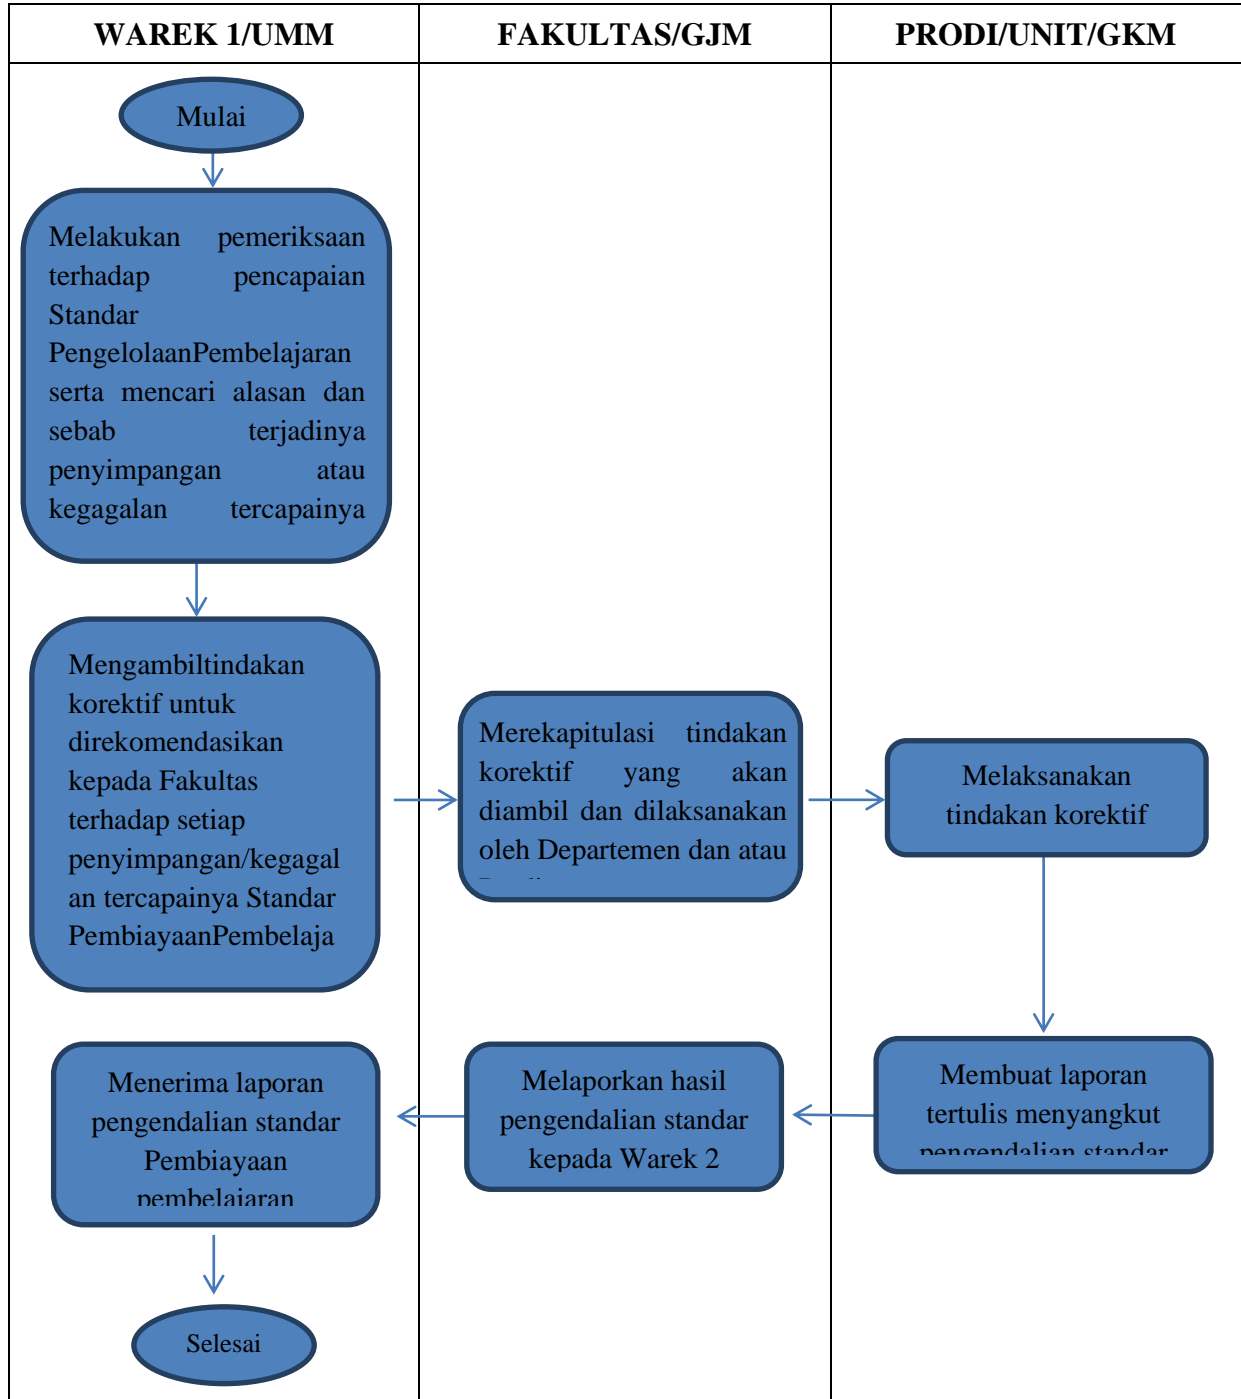 WAREK 1/UMM
FAKULTAS/GJM
PRODI/UNIT/GKM
Mulai
Melakukan pemeriksaan
terhadap pencapaian
Standar
PengelolaanPembelajaran
serta mencari alasan dan
sebab terjadinya
penyimpangan atau
kegagalan tercapainya
Mengambiltindakan
korektif untuk
direkomendasikan
kepada Fakultas
terhadap setiap
penyimpangan/kegagal
an tercapainya Standar
PembiayaanPembelaja
Merekapitulasi tindakan
korektif yang akan
diambil dan dilaksanakan
oleh Departemen dan atau
Melaksanakan
tindakan korektif
Membuat laporan
tertulis menyangkut
pengendalian standar
Melaporkan hasil
pengendalian standar
kepada Warek 2
Menerima laporan
pengendalian standar
Pembiayaan
pembelajaran
Selesai